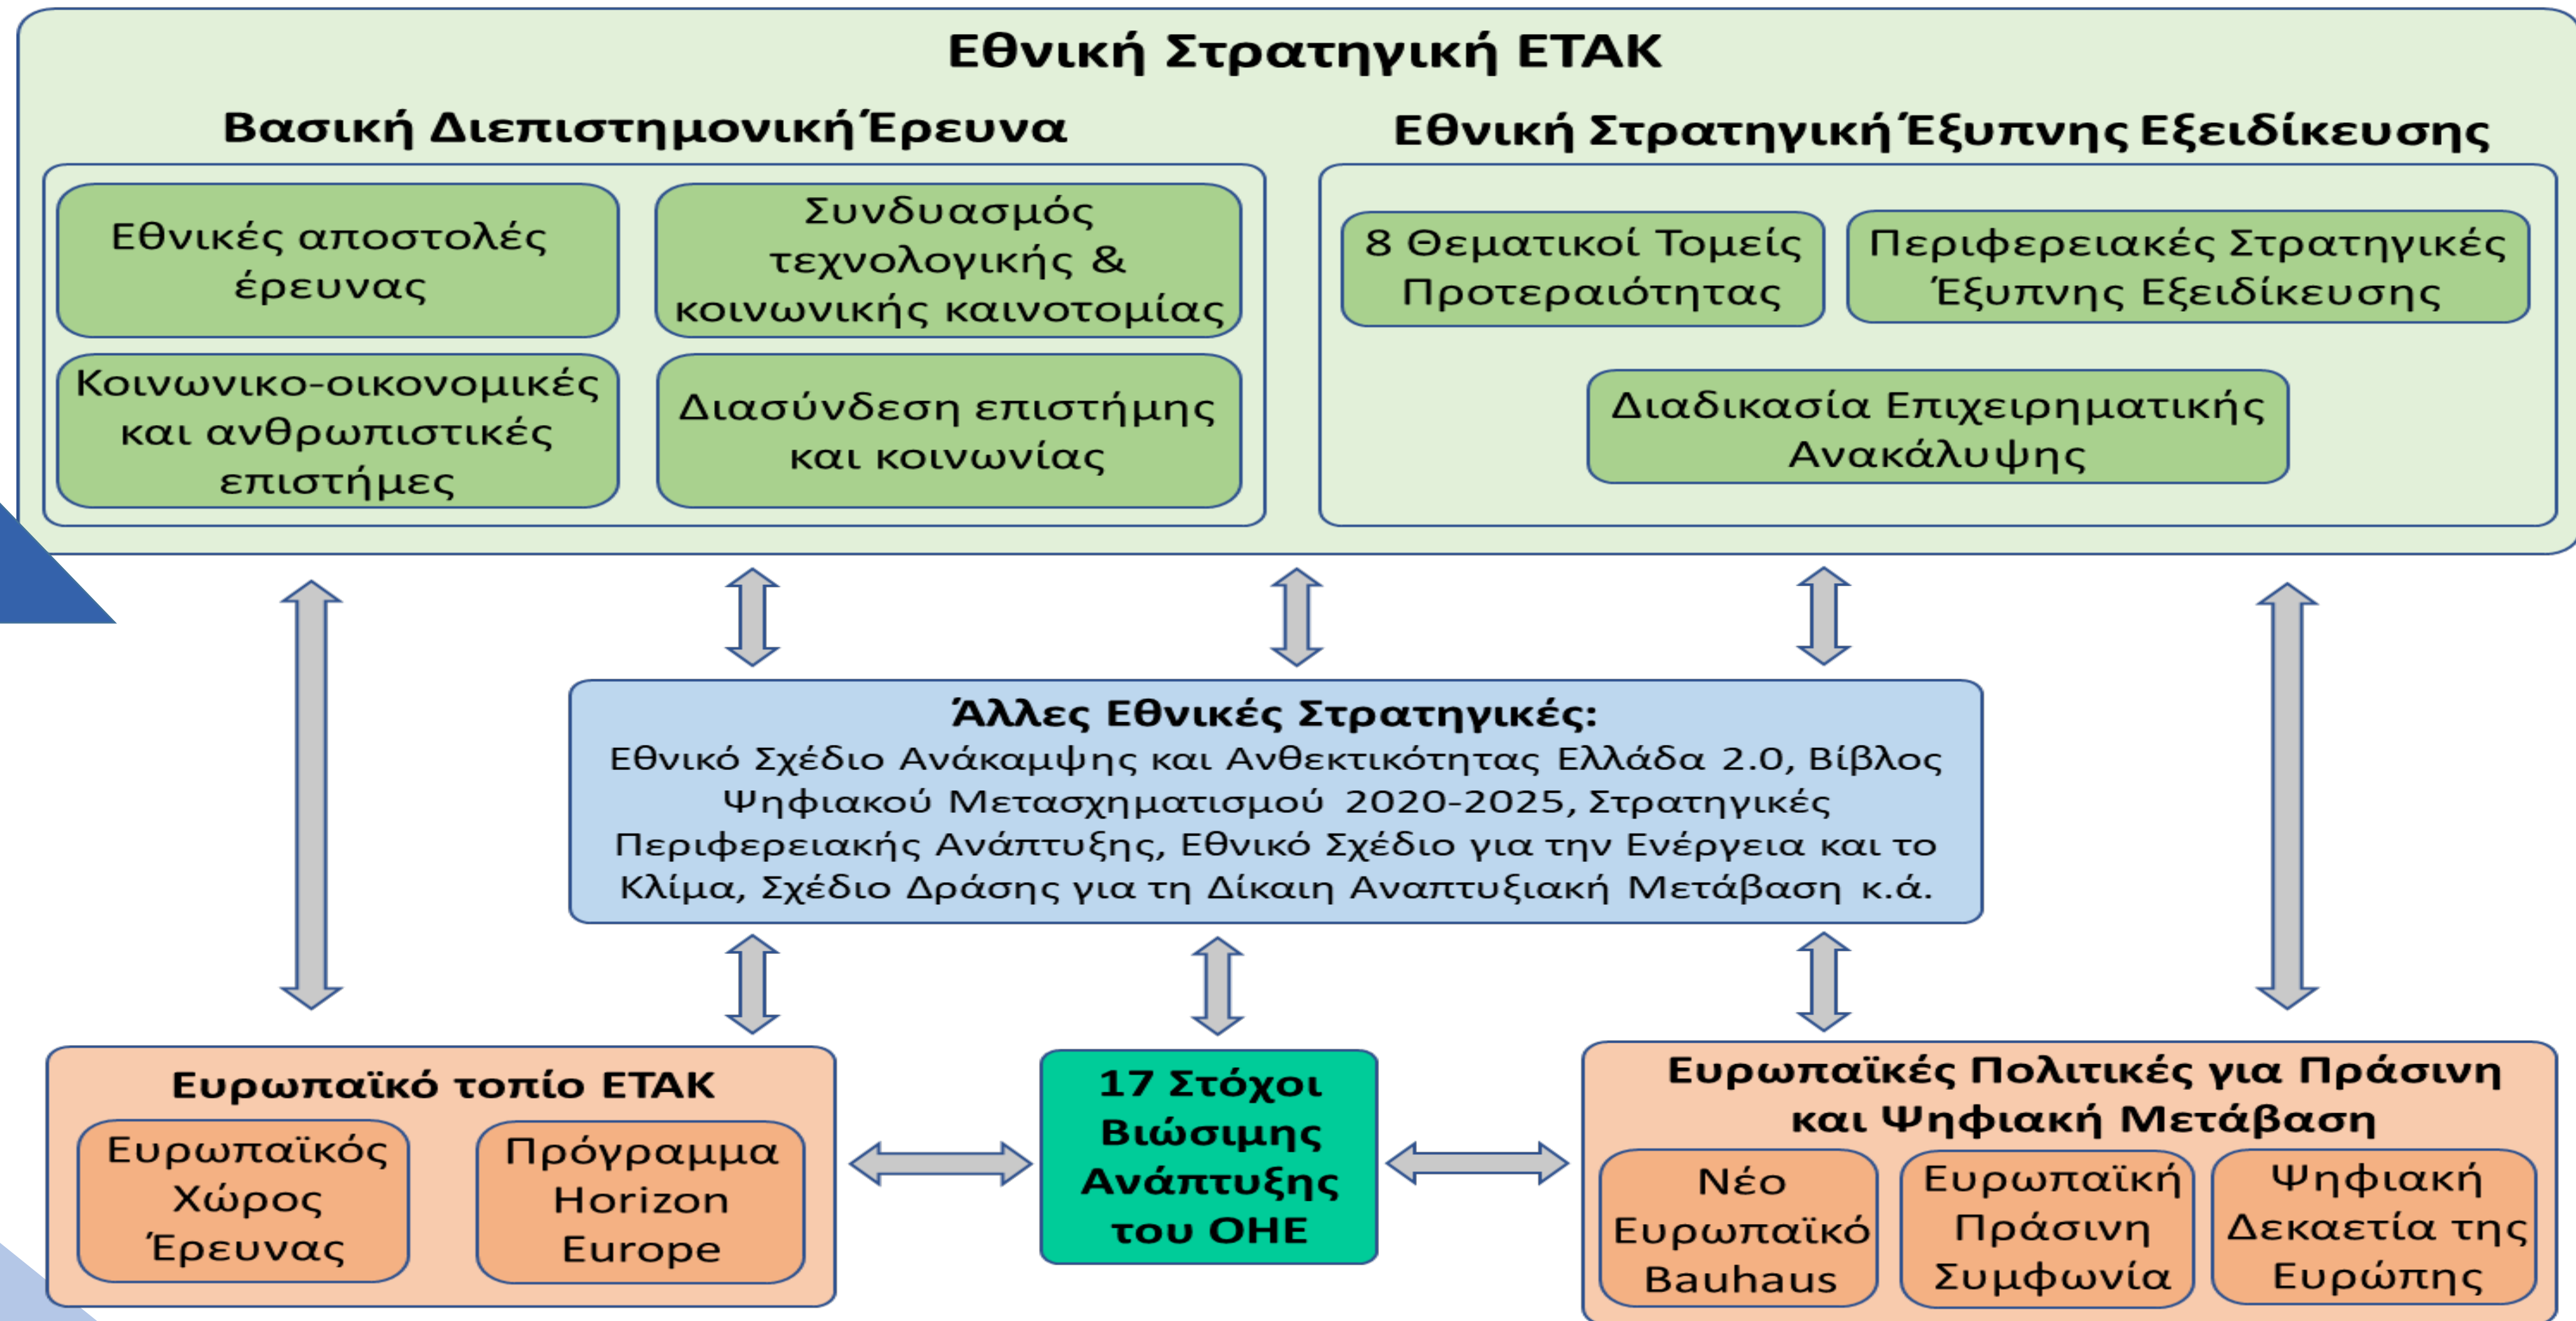 Εθνική Στρατηγική ΕΤΑΚ
Βασική Διεπιστημονική Έρευνα
Εθνικές αποστολές
έρευνας
Συνδυασμός
τεχνολογικής &
κοινωνικής καινοτομίας
Κοινωνικο-οικονομικές
και ανθρωπιστικές
επιστήμες
Διασύνδεση επιστήμης
και κοινωνίας
Εθνική Στρατηγική Έξυπνης Εξειδίκευσης
8 Θεματικοί Τομείς
Προτεραιότητας
Περιφερειακές Στρατηγικές
Έξυπνης Εξειδίκευσης
Διαδικασία Επιχειρηματικής
Ανακάλυψης
Άλλες Εθνικές Στρατηγικές:
Εθνικό Σχέδιο Ανάκαμψης και Ανθεκτικότητας Ελλάδα 2.0, Βίβλος
Ψηφιακού Μετασχηματισμού 2020-2025, Στρατηγικές
Περιφερειακής Ανάπτυξης, Εθνικό Σχέδιο για την Ενέργεια και το
Κλίμα, Σχέδιο Δράσης για τη Δίκαιη Αναπτυξιακή Μετάβαση κ.ά.
Ευρωπαϊκό τοπίο ΕΤΑΚ
Ευρωπαϊκός
Χώρος
Έρευνας
Πρόγραμμα
Horizon
Europe
17 Στόχοι
Βιώσιμης
Ανάπτυξης
του ΟΗΕ
Ευρωπαϊκές Πολιτικές για Πράσινη
και Ψηφιακή Μετάβαση
Νέο
Ευρωπαϊκό
Bauhaus
Ευρωπαϊκή
Πράσινη
Συμφωνία
Ψηφιακή
Δεκαετία της
Ευρώπης